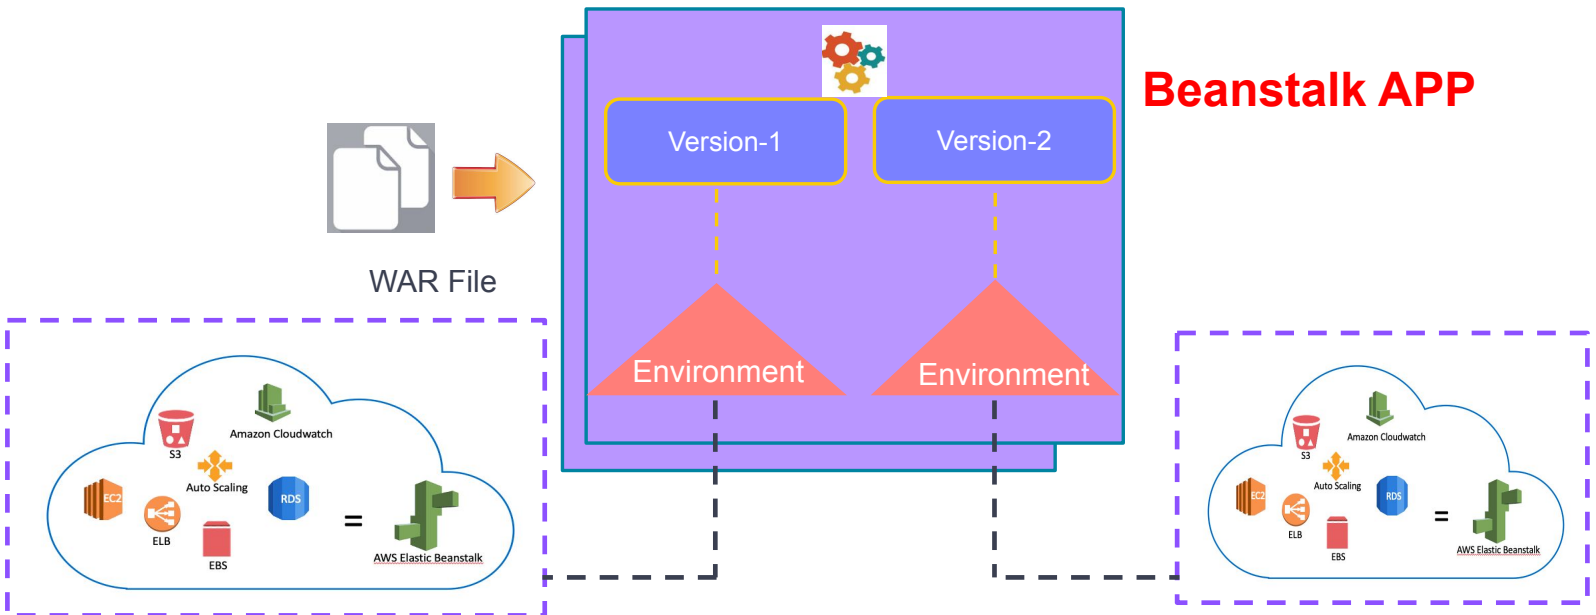 Beanstalk APP
Version-1
Version-2
WAR File
Environment
Environment
Amazon Cloudwatch
S3
Auto Scaling
EC2
RDS
ELB
=
EBS
AWS Elastic Beanstalk
Amazon Cloudwatch
S3
Auto Scaling
EC2
RDS
ELB
=
EBS
AWS Elastic Beanstalk